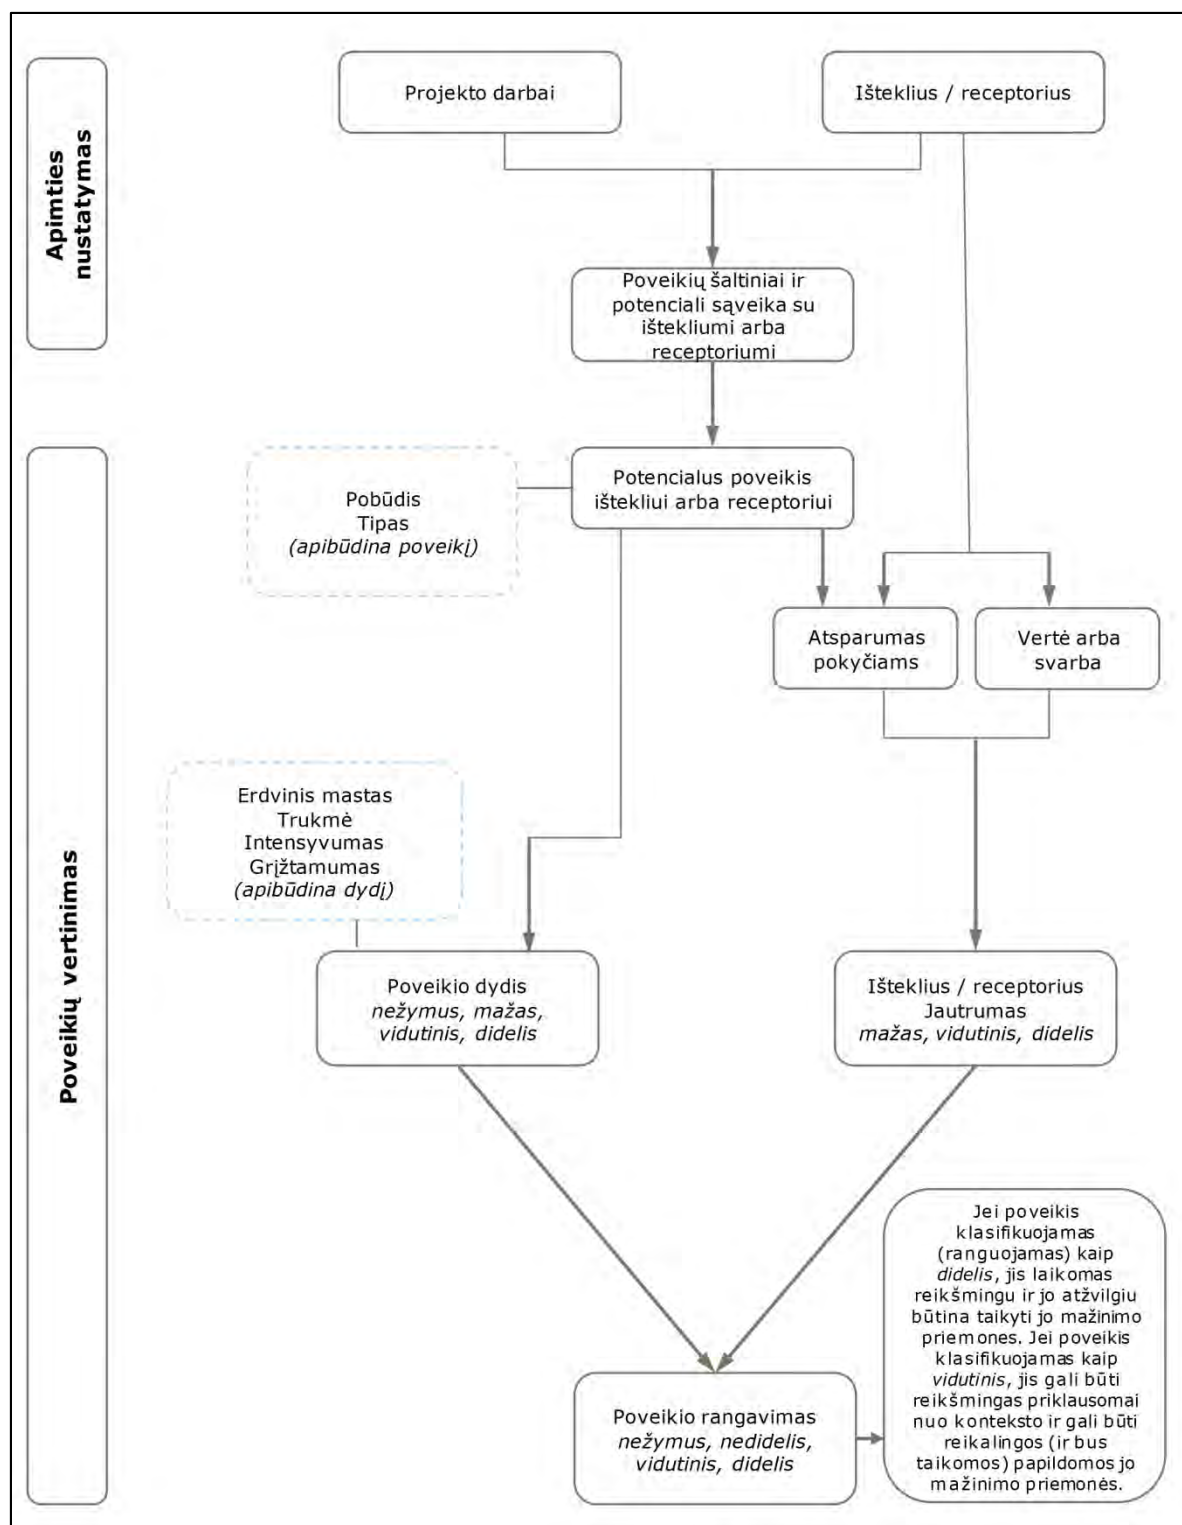 Apimties
nustatymas
Projekto darbai
Išteklius / receptorius
Poveikių šaltiniai ir
potenciali sąveika su
ištekliumi arba
receptoriumi
Poveikių vertinimas
Potencialus poveikis
ištekliui arba receptoriui
Pobūdis
Tipas
(apibūdina poveikį)
Atsparumas
pokyčiams
Vertė arba
svarba
Erdvinis mastas
Trukmė
Intensyvumas
Grįžtamumas
(apibūdina dydį)
Poveikio dydis
nežymus, mažas,
vidutinis, didelis
Išteklius / receptorius
Jautrumas
mažas, vidutinis, didelis
Poveikio rangavimas
nežymus, nedidelis,
vidutinis, didelis
Jei poveikis
klasifikuojamas
(ranguojamas) kaip
didelis, jis laikomas
reikšmingu ir jo atžvilgiu
būtina taikyti jo mažinimo
priemones. Jei poveikis
klasifikuojamas kaip
vidutinis, jis gali būti
reikšmingas priklausomai
nuo konteksto ir gali būti
reikalingos (ir bus
taikomos) papildomos jo
mažinimo priemonės.